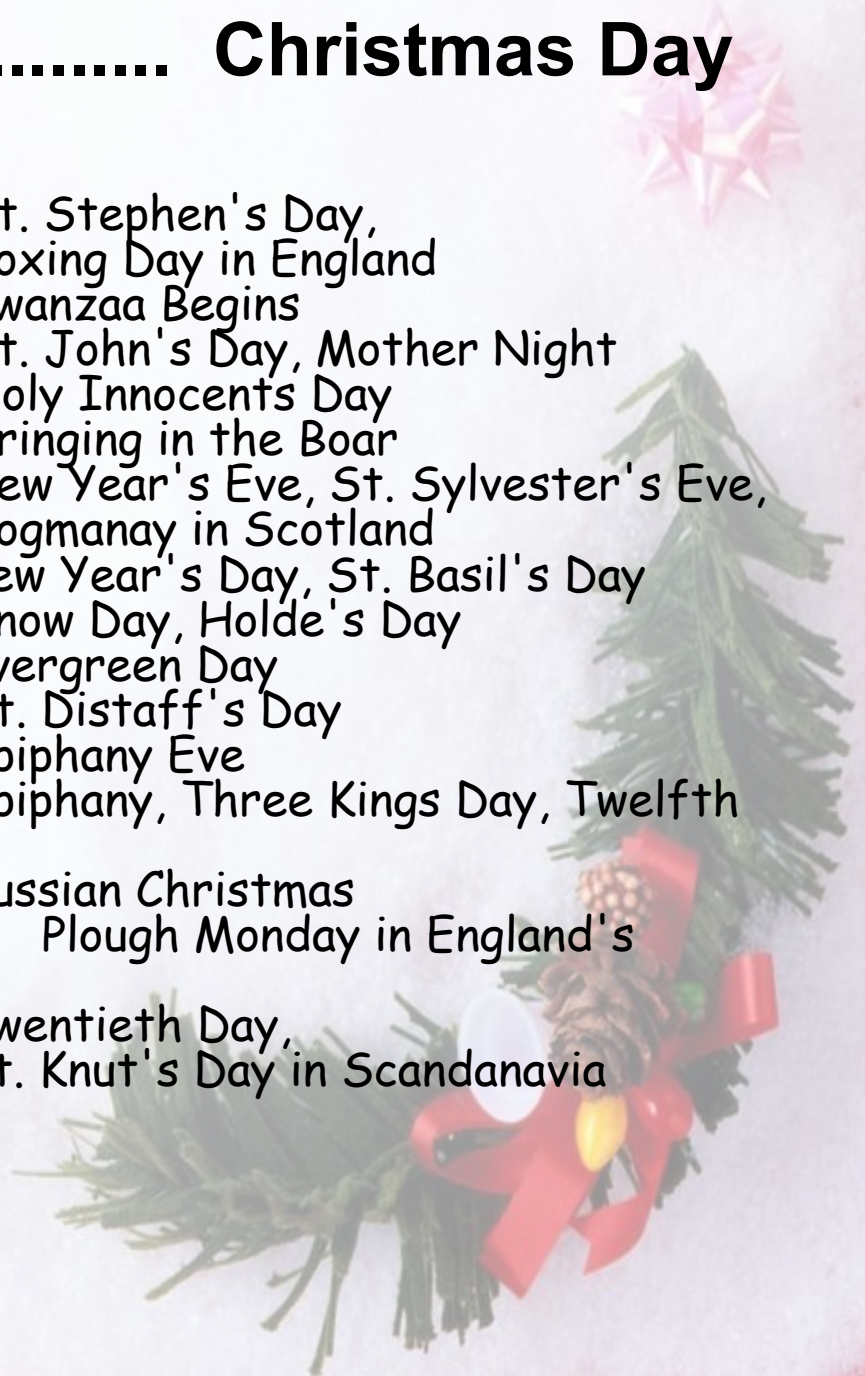 ......... Christmas Day
t. Stephen's Day,
oxing Day in England
wanzaa Begins
t. John's Day, Mother Night
oly Innocents Day
ringing in the Boar
ew Year's Eve, St. Sylvester's Eve,
ogmanay in Scotland
ew Year's Day, St. Basil's Day
now Day, Holde's Day
vergreen Day
t. Distaff's Day
piphany Eve
piphany, Three Kings Day, Twelfth
ussian Christmas
Plough Monday in England's
wentieth Day,
t. Knut's Day in Scandanavia